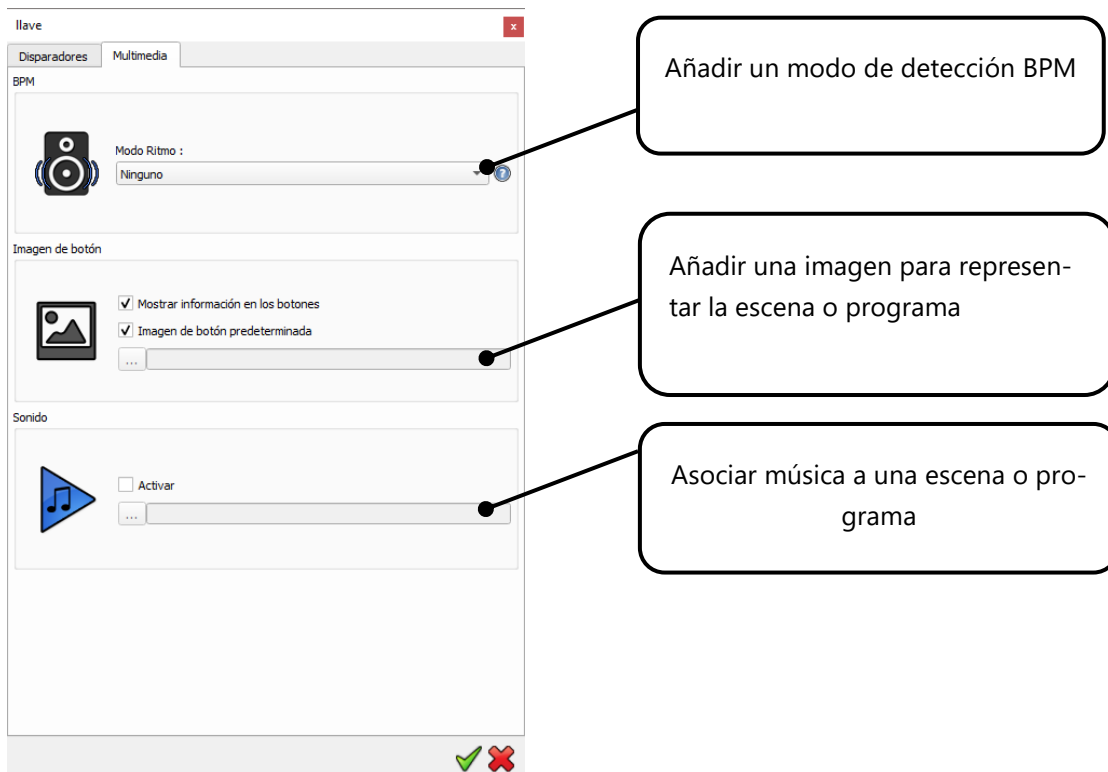 llave
x
Disparadores Multimedia
BPM
Modo Ritmo :
Ninguno
?
Imagen de botón
Mostrar información en los botones
Imagen de botón predeterminada
...
Sonido
Activar
...
Añadir un modo de detección BPM
Añadir una imagen para represen-
tar la escena o programa
Asociar música a una escena o pro-
grama